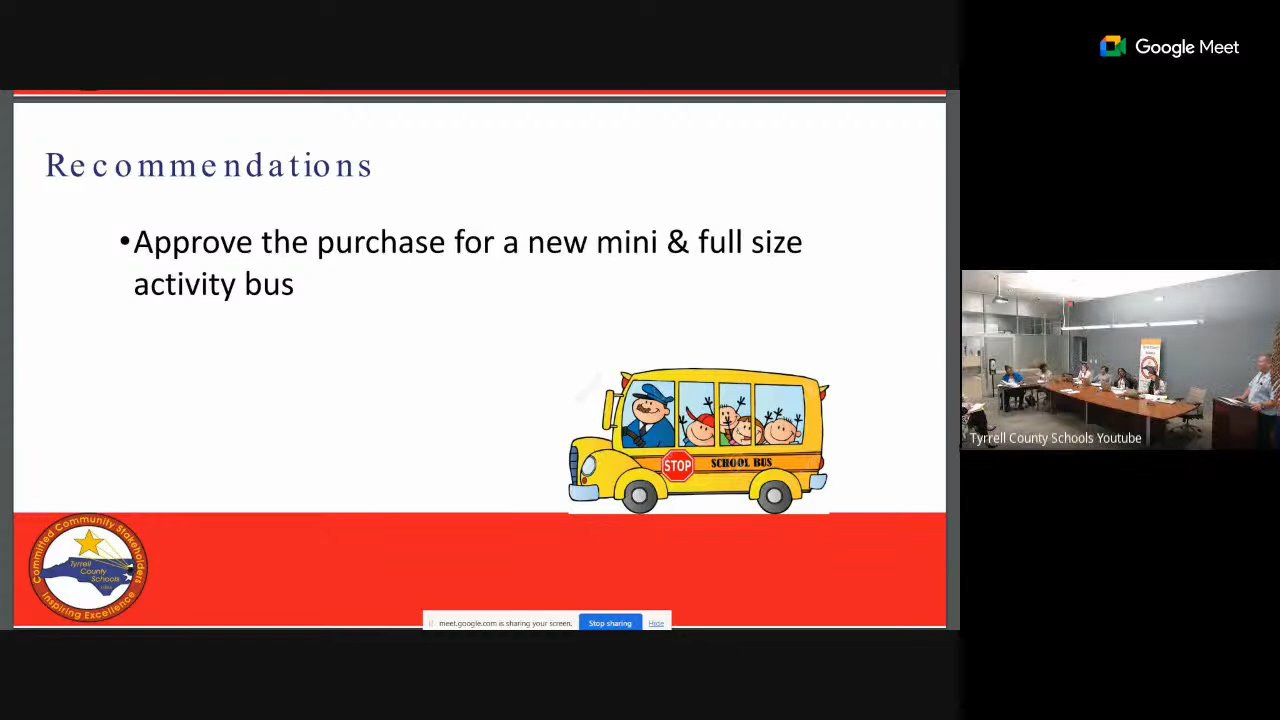 Google Meet
Recommendations
•Approve the purchase for a new mini & full size
activity bus
STOP
SCHOOL BUS
Committed Community Stakeholders
Tyrrell
County
Schools
Inspiring Excellence
meet.google.com is sharing your screen.
Stop sharing
Hide
Tyrrell County Schools Youtube